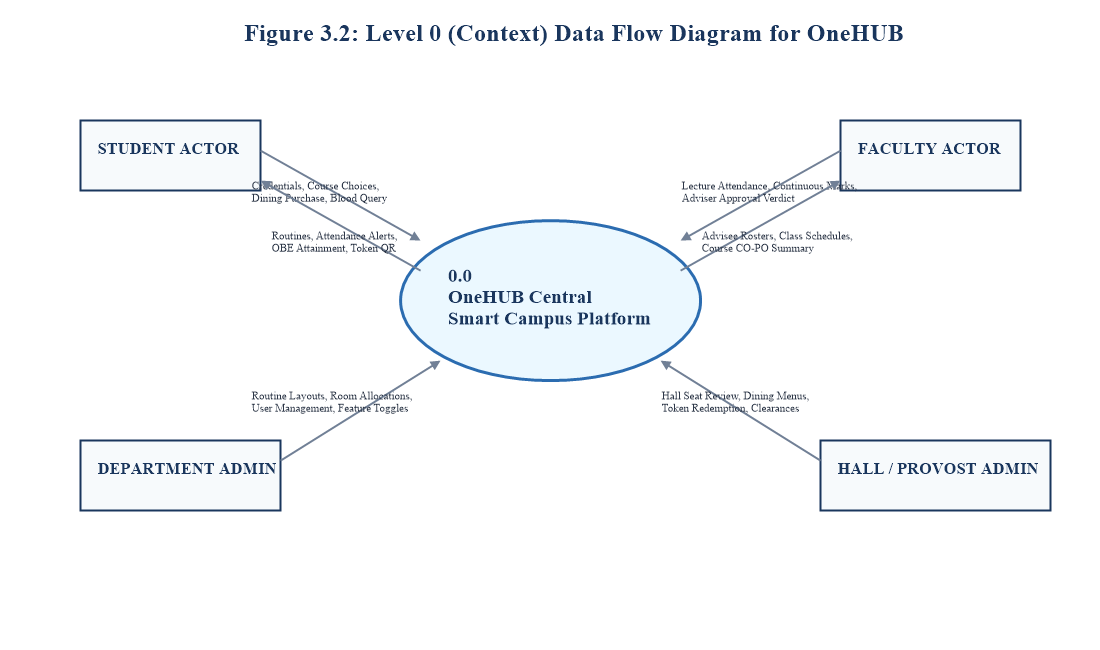 Figure 3.2: Level 0 (Context) Data Flow Diagram for OneHUB
STUDENT ACTOR
FACULTY ACTOR
Credentials, Course Choices,
Dining Purchase, Blood Query
Lecture Attendance, Continuous Marks,
Adviser Approval Verdict
Routines, Attendance Alerts,
OBE Attainment, Token QR
Advisee Rosters, Class Schedules,
Course CO-PO Summary
0.0
OneHUB Central
Smart Campus Platform
Routine Layouts, Room Allocations,
User Management, Feature Toggles
Hall Seat Review, Dining Menus,
Token Redemption, Clearances
DEPARTMENT ADMIN
HALL / PROVOST ADMIN